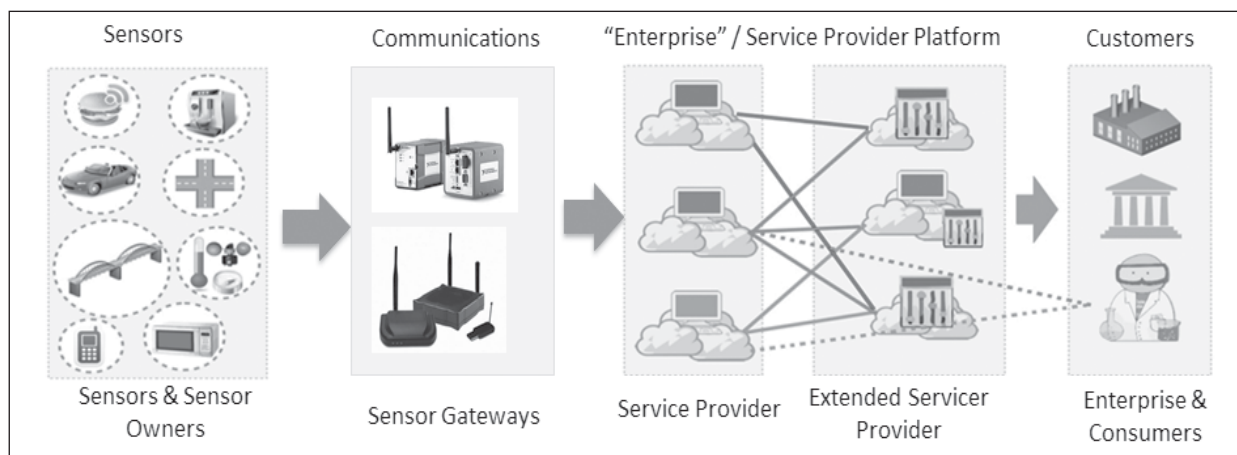 Sensors
Communications
“Enterprise” / Service Provider Platform
Customers
Sensors & Sensor
Owners
Sensor Gateways
Service Provider
Extended Servicer
Provider
Enterprise &
Consumers